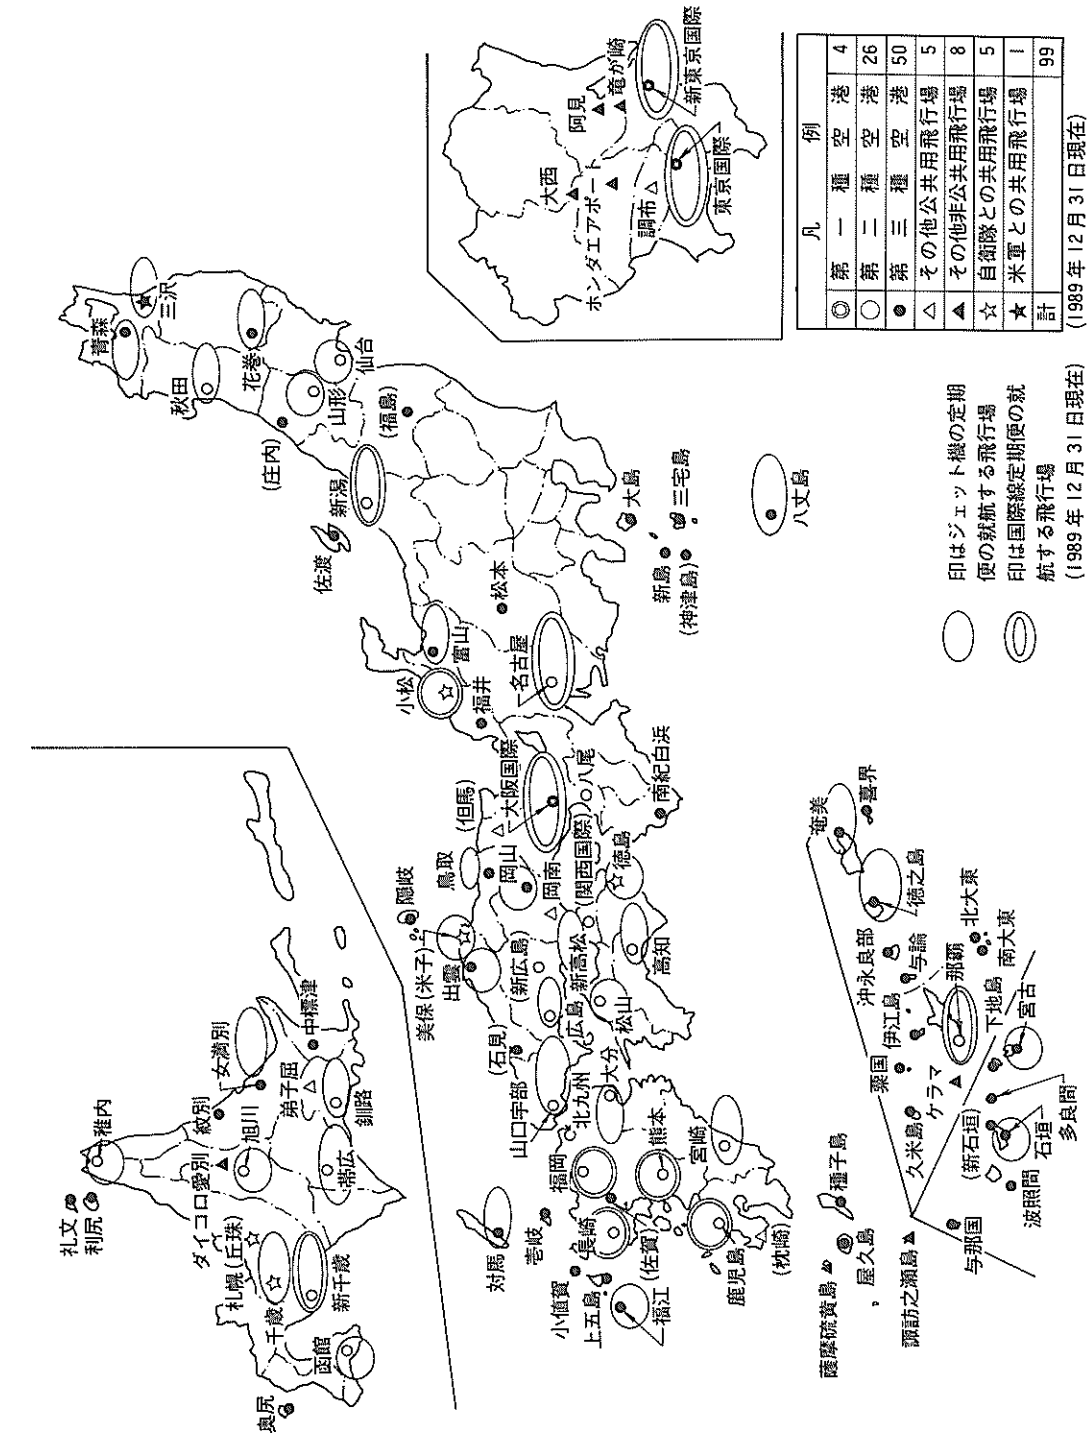 礼文
利尻
稚内
紋別
女満別
旭川
ダイコロ愛別
弟子屈
中標津
釧路
帯広
札幌(丘珠)
千歳
新千歳
函館
奥尻
青森
三沢
秋田
花巻
山形
仙台
(庄内)
(福島)
新潟
佐渡
松本
富山
小松
福井
名古屋
大島
三宅島
新島
(神津島)
八丈島
(但馬)
大阪国際
八尾
(関西国際)
南紀白浜
鳥取
隠岐
岡山
岡南
徳島
美保(米子)
出雲
(新広島)
新高松
高知
(石見)
広島
松山
山口宇部
北九州
大分
福岡
熊本
宮崎
対馬
壱岐
長崎
(佐賀)
小値賀
上五島
福江
鹿児島
(枕崎)
種子島
屋久島
薩摩硫黄島
諏訪之瀬島
奄美
喜界
徳之島
沖永良部
与論
北大東
南大東
伊江島
那覇
粟国
ケラマ
久米島
下地島
宮古
(新石垣)
石垣
多良間
波照間
与那国
大西
阿見
竜が崎
ホンダエアポート
調布
新東京国際
東京国際
凡例
◎ 第一種空港 4
○ 第二種空港 26
● 第三種空港 50
△ その他公共用飛行場 5
▲ その他非公共用飛行場 8
☆ 自衛隊との共用飛行場 5
★ 米軍との共用飛行場 1
計 99
(1989年12月31日現在)
印はジェット機の定期
便の就航する飛行場
印は国際線定期便の就
航する飛行場
(1989年12月31日現在)